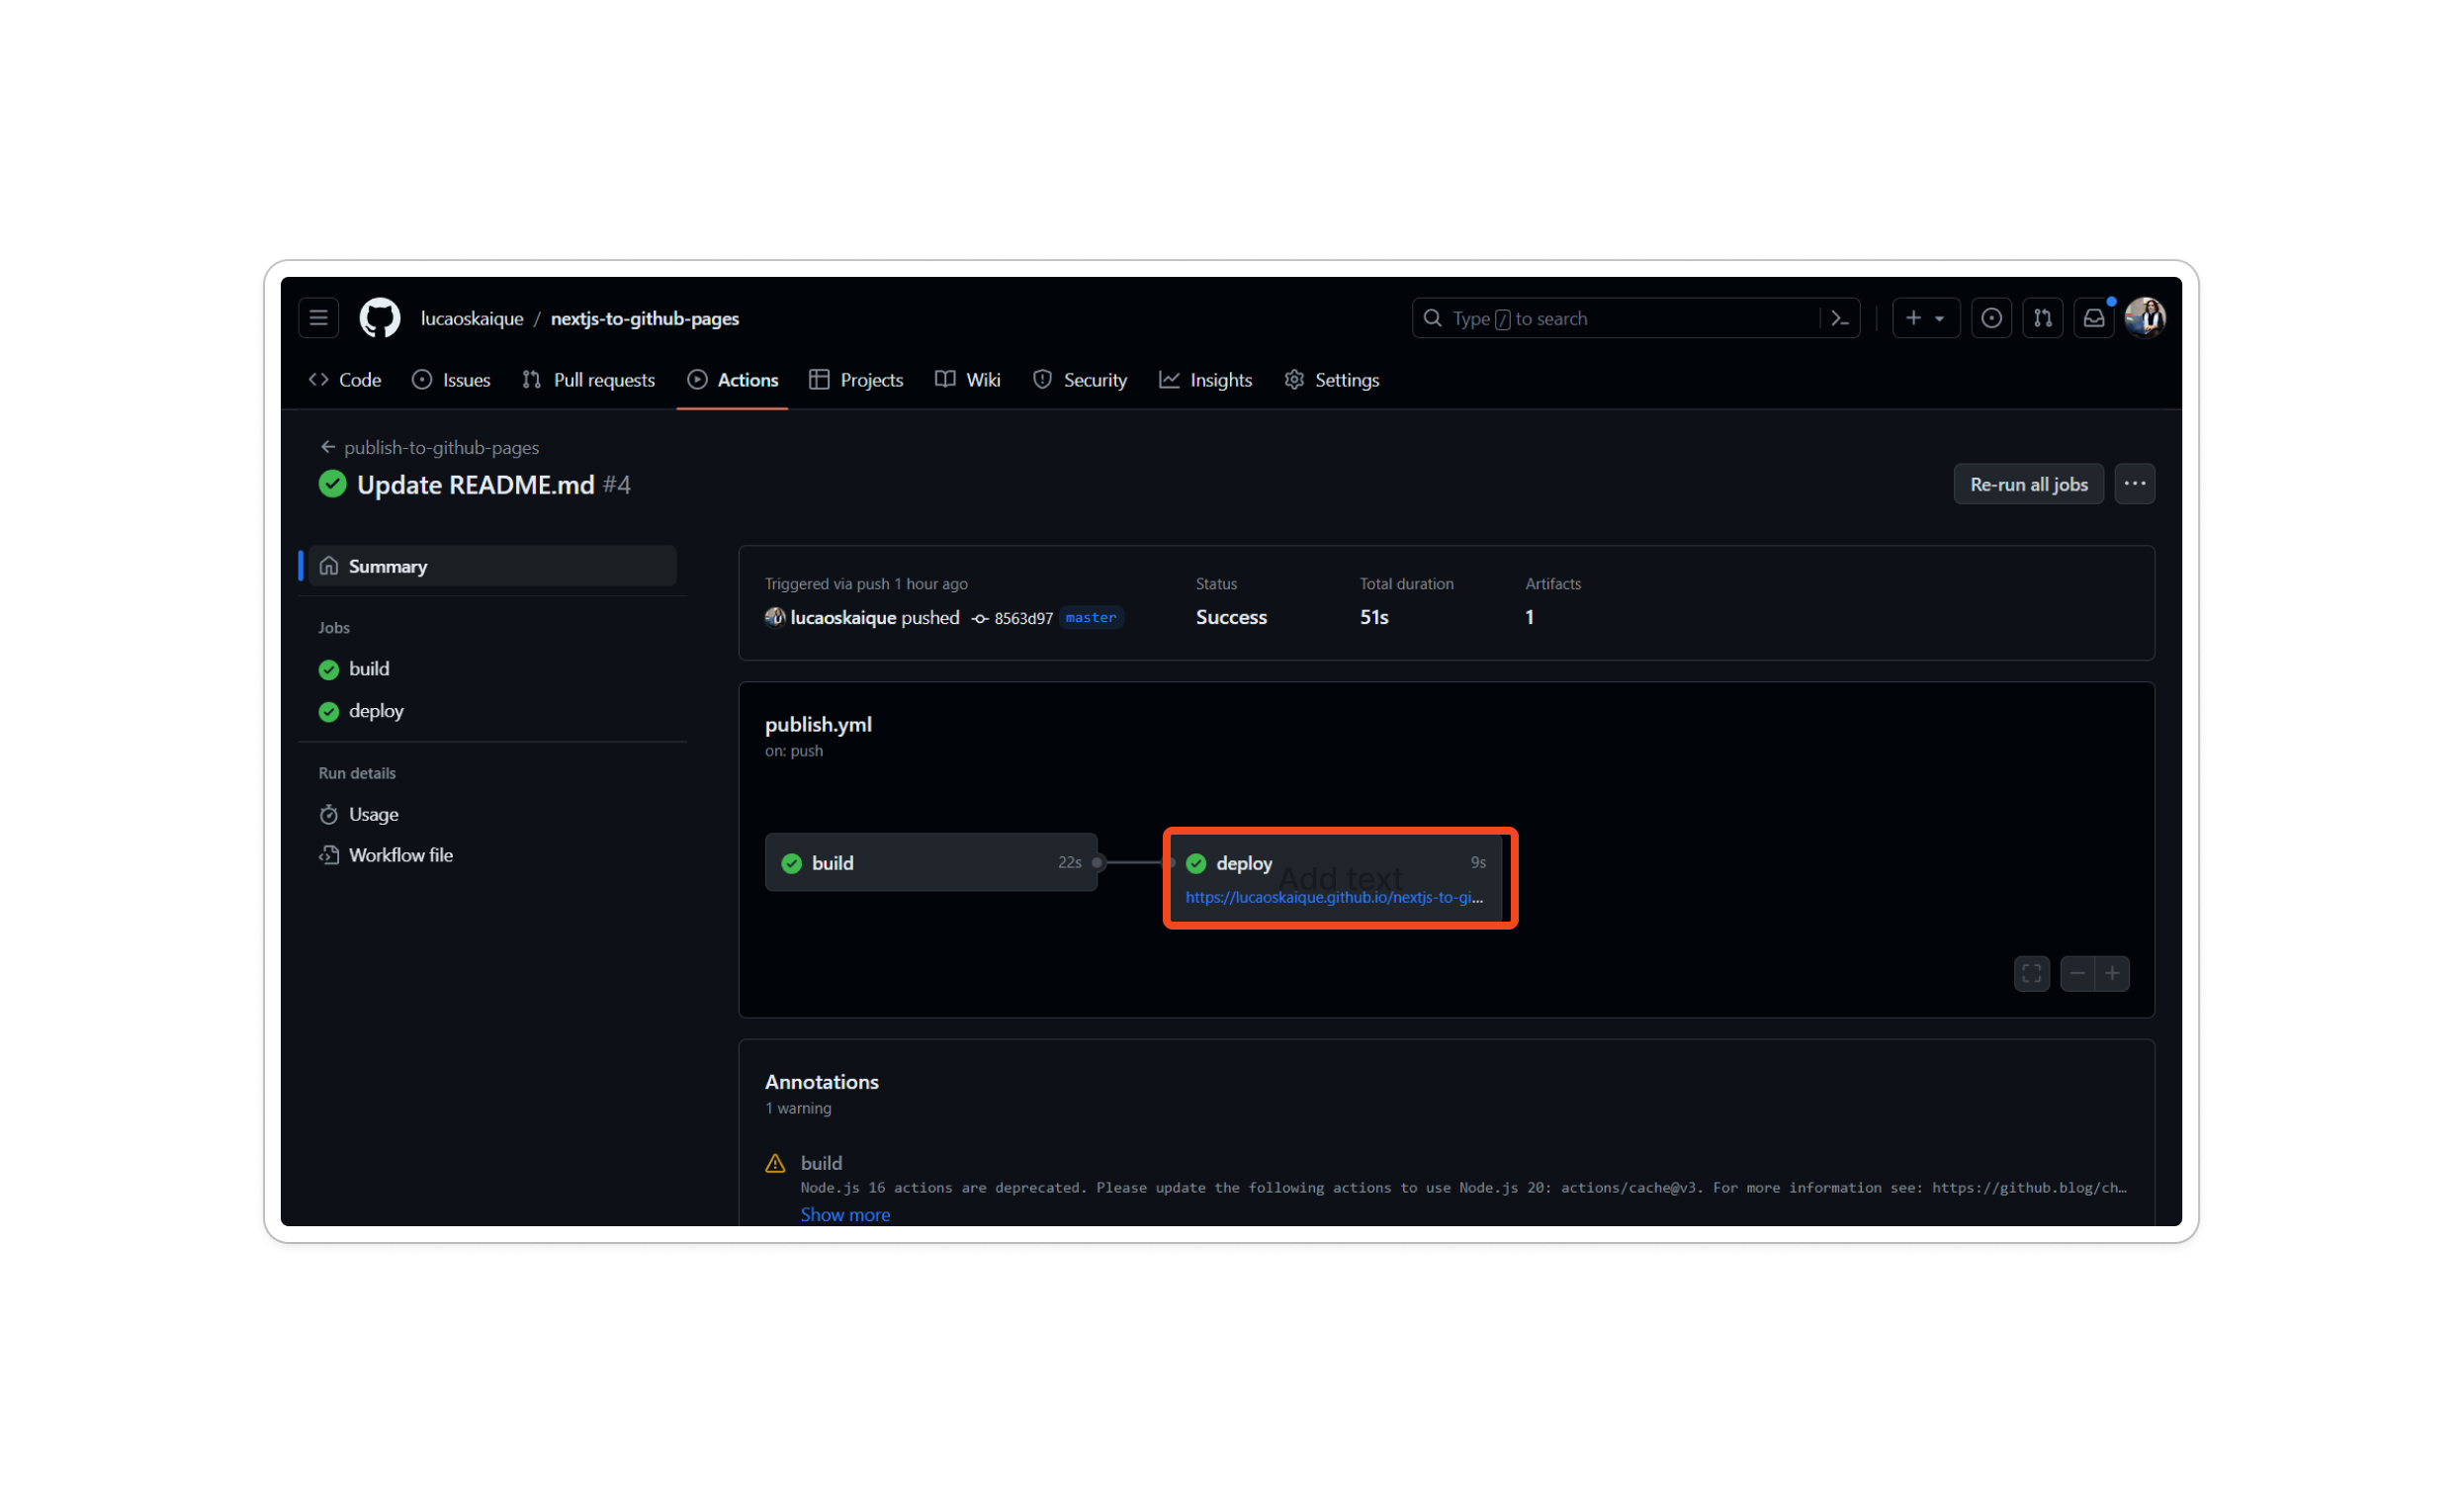 lucaoskaique / nextjs-to-github-pages
Type / to search
Code Issues Pull requests Actions Projects Wiki Security Insights Settings
publish-to-github-pages
Update README.md #4
Re-run all jobs
Summary
Jobs
build
deploy
Run details
Usage
Workflow file
Triggered via push 1 hour ago
lucaoskaique pushed 8563d97 master
Status
Success
Total duration
51s
Artifacts
1
publish.yml
on: push
build 22s
deploy 9s
Add text
https://lucaoskaique.github.io/nextjs-to-gi...
Annotations
1 warning
build
Node.js 16 actions are deprecated. Please update the following actions to use Node.js 20: actions/cache@v3. For more information see: https://github.blog/ch…
Show more